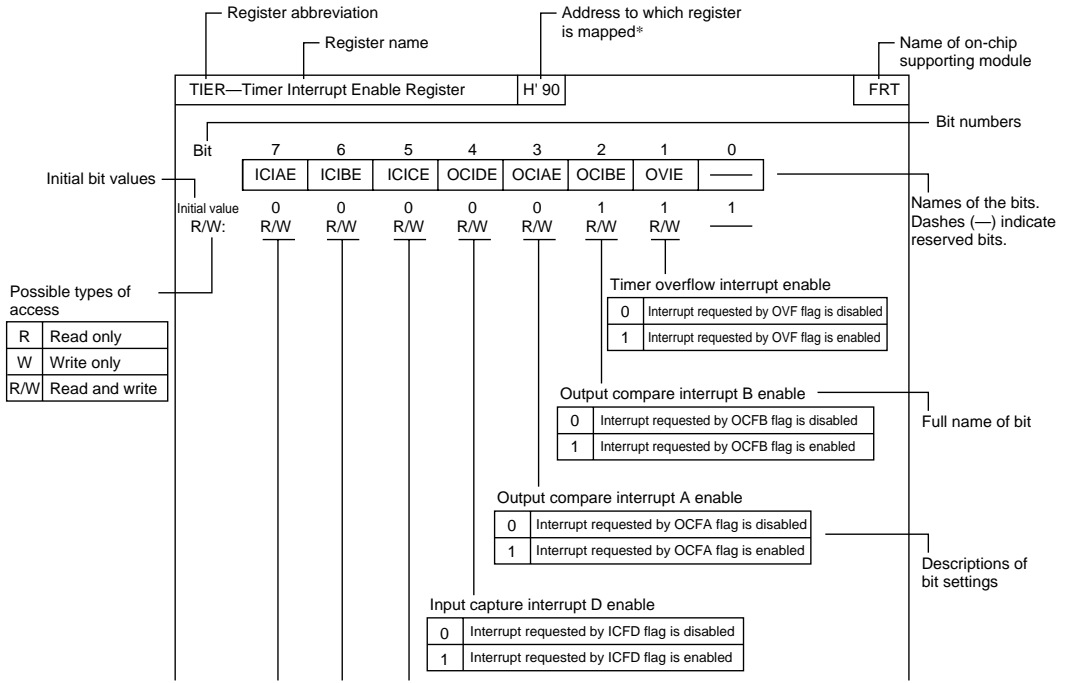 Register abbreviation
Register name
Address to which register
is mapped*
Name of on-chip
supporting module
TIER—Timer Interrupt Enable Register H' 90 FRT
Bit numbers
Bit 7 6 5 4 3 2 1 0
ICIAE ICIBE ICICE OCIDE OCIAE OCIBE OVIE —
Initial bit values
Initial value 0 0 0 0 0 1 1 1
R/W: R/W R/W R/W R/W R/W R/W R/W —
Names of the bits.
Dashes (—) indicate
reserved bits.
Possible types of
access
R Read only
W Write only
R/W Read and write
Timer overflow interrupt enable
0 Interrupt requested by OVF flag is disabled
1 Interrupt requested by OVF flag is enabled
Output compare interrupt B enable
0 Interrupt requested by OCFB flag is disabled
1 Interrupt requested by OCFB flag is enabled
Full name of bit
Output compare interrupt A enable
0 Interrupt requested by OCFA flag is disabled
1 Interrupt requested by OCFA flag is enabled
Descriptions of
bit settings
Input capture interrupt D enable
0 Interrupt requested by ICFD flag is disabled
1 Interrupt requested by ICFD flag is enabled